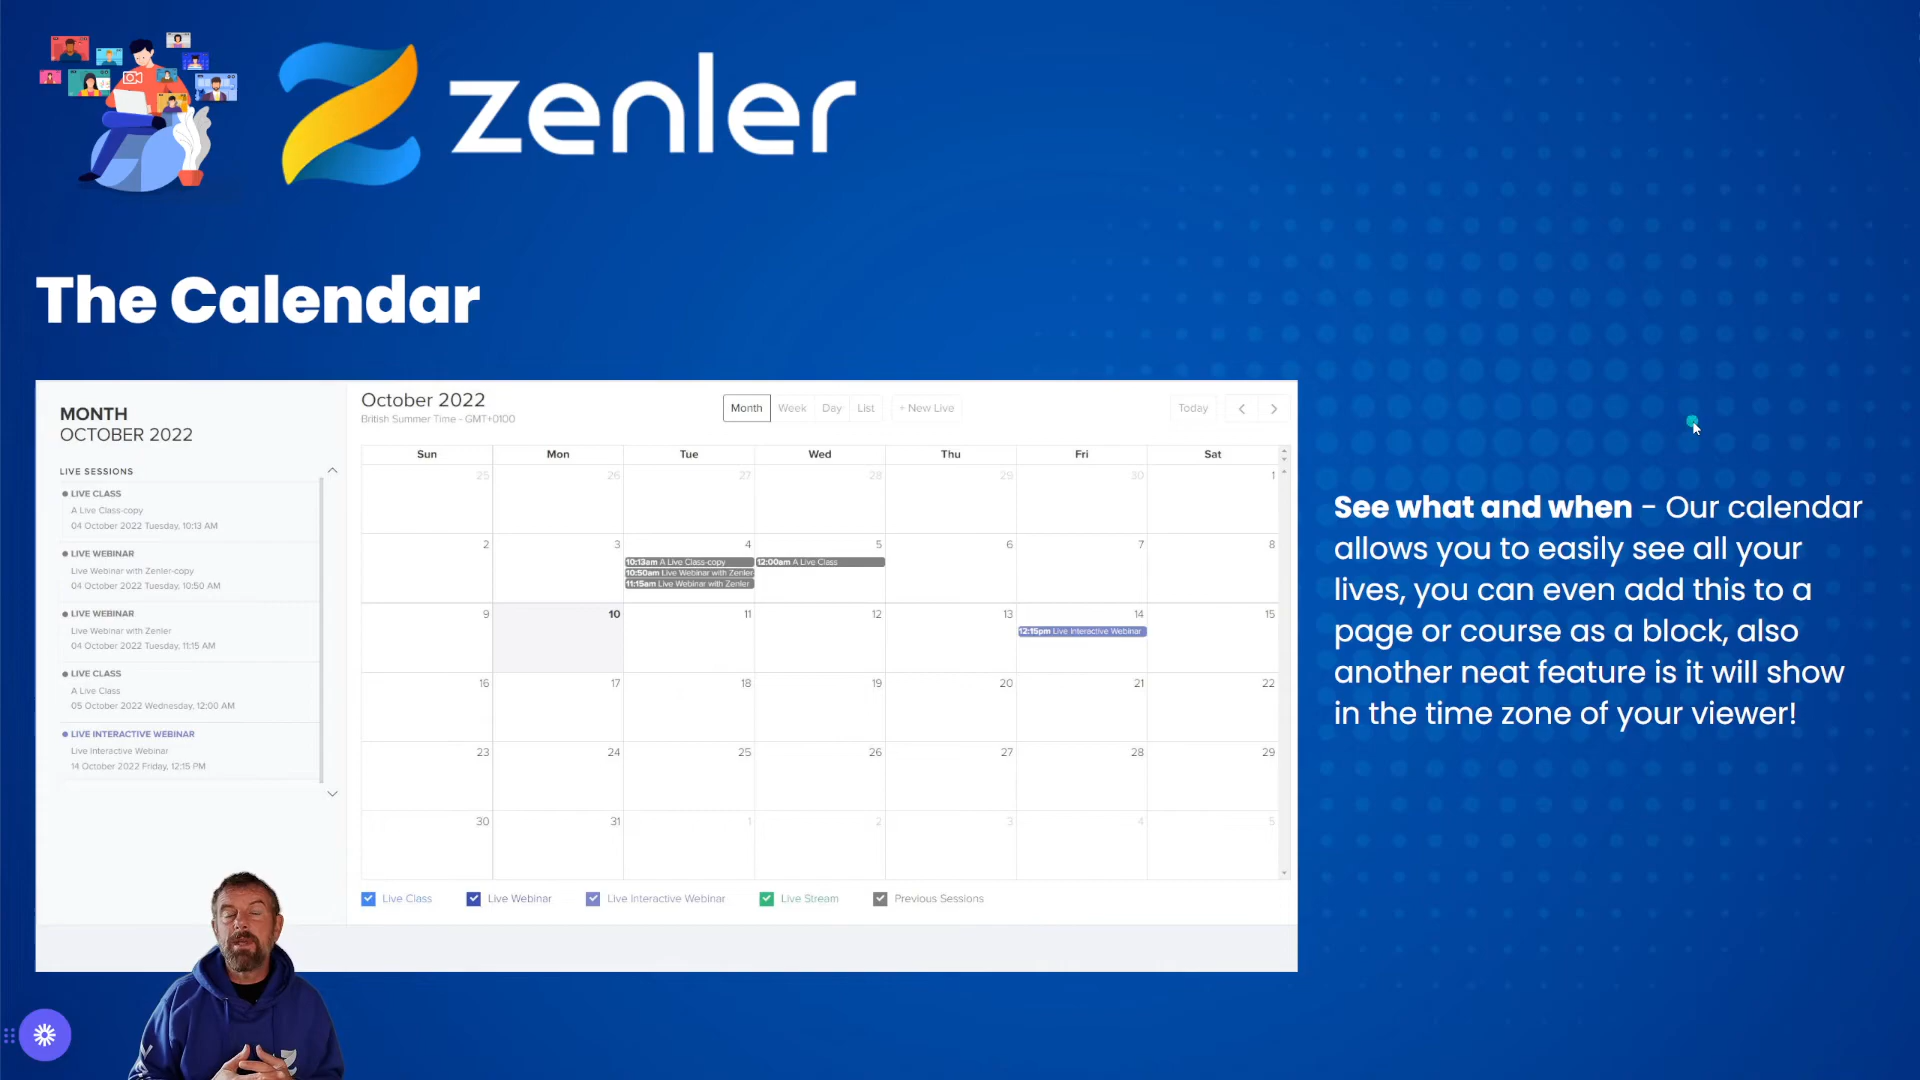 zenler
The Calendar
MONTH
OCTOBER 2022
LIVE SESSIONS
LIVE CLASS
A Live Class-copy
04 October 2022 Tuesday, 10:13 AM
LIVE WEBINAR
Live Webinar with Zenler-copy
04 October 2022 Tuesday, 10:50 AM
LIVE WEBINAR
Live Webinar with Zenler
04 October 2022 Tuesday, 11:15 AM
LIVE CLASS
A Live Class
05 October 2022 Wednesday, 12:00 AM
LIVE INTERACTIVE WEBINAR
Live Interactive Webinar
14 October 2022 Friday, 12:15 PM
October 2022
British Summer Time - GMT+0100
Month Week Day List + New Live Today
Sun Mon Tue Wed Thu Fri Sat
25 26 27 28 29 30 1
2 3 4 5 6 7 8
10:13am A Live Class-copy 12:00am A Live Class
10:50am Live Webinar with Zenler
11:15am Live Webinar with Zenler
9 10 11 12 13 14 15
12:15pm Live Interactive Webinar
16 17 18 19 20 21 22
23 24 25 26 27 28 29
30 31 1 2 3 4 5
Live Class Live Webinar Live Interactive Webinar Live Stream Previous Sessions
See what and when - Our calendar
allows you to easily see all your
lives, you can even add this to a
page or course as a block, also
another neat feature is it will show
in the time zone of your viewer!